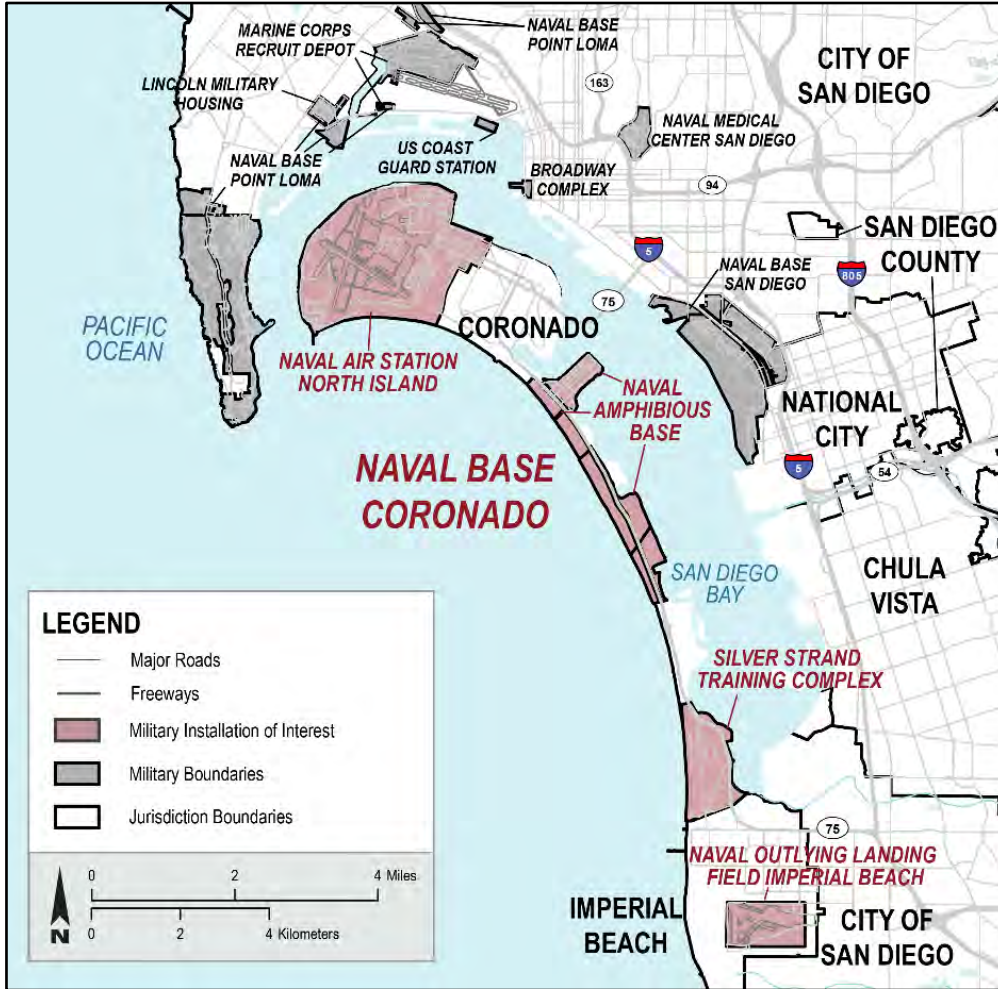 NAVAL BASE
POINT LOMA
MARINE CORPS
RECRUIT DEPOT
CITY OF
SAN DIEGO
163
LINCOLN MILITARY
HOUSING
NAVAL MEDICAL
CENTER SAN DIEGO
US COAST
GUARD STATION
NAVAL BASE
POINT LOMA
BROADWAY
COMPLEX
94
SAN DIEGO
COUNTY
5
NAVAL BASE
SAN DIEGO
805
75
PACIFIC
OCEAN
CORONADO
NAVAL AIR STATION
NORTH ISLAND
NAVAL
AMPHIBIOUS
BASE
NATIONAL
CITY
NAVAL BASE
CORONADO
5
54
SAN DIEGO
BAY
CHULA
VISTA
SILVER STRAND
TRAINING COMPLEX
75
NAVAL OUTLYING LANDING
FIELD IMPERIAL BEACH
IMPERIAL
BEACH
CITY OF
SAN DIEGO
LEGEND
Major Roads
Freeways
Military Installation of Interest
Military Boundaries
Jurisdiction Boundaries
0 2 4 Miles
N
0 2 4 Kilometers